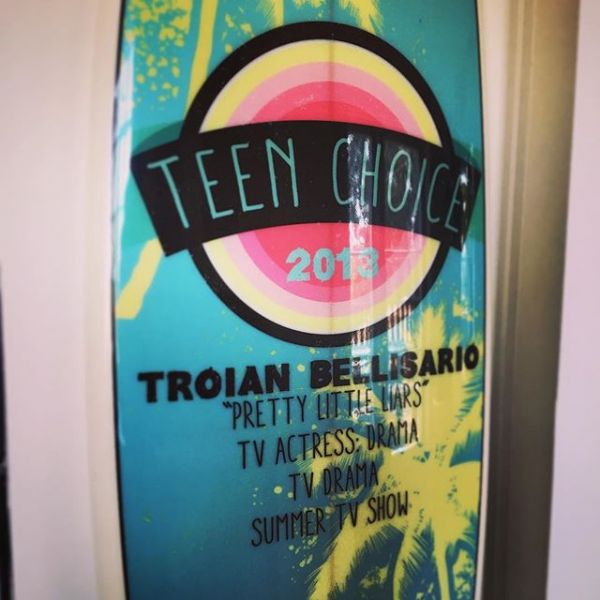 TEEN CHOICE
2013
TROIAN BELLISARIO
"PRETTY LITTLE LIARS"
TV ACTRESS: DRAMA
TV DRAMA
SUMMER TV SHOW